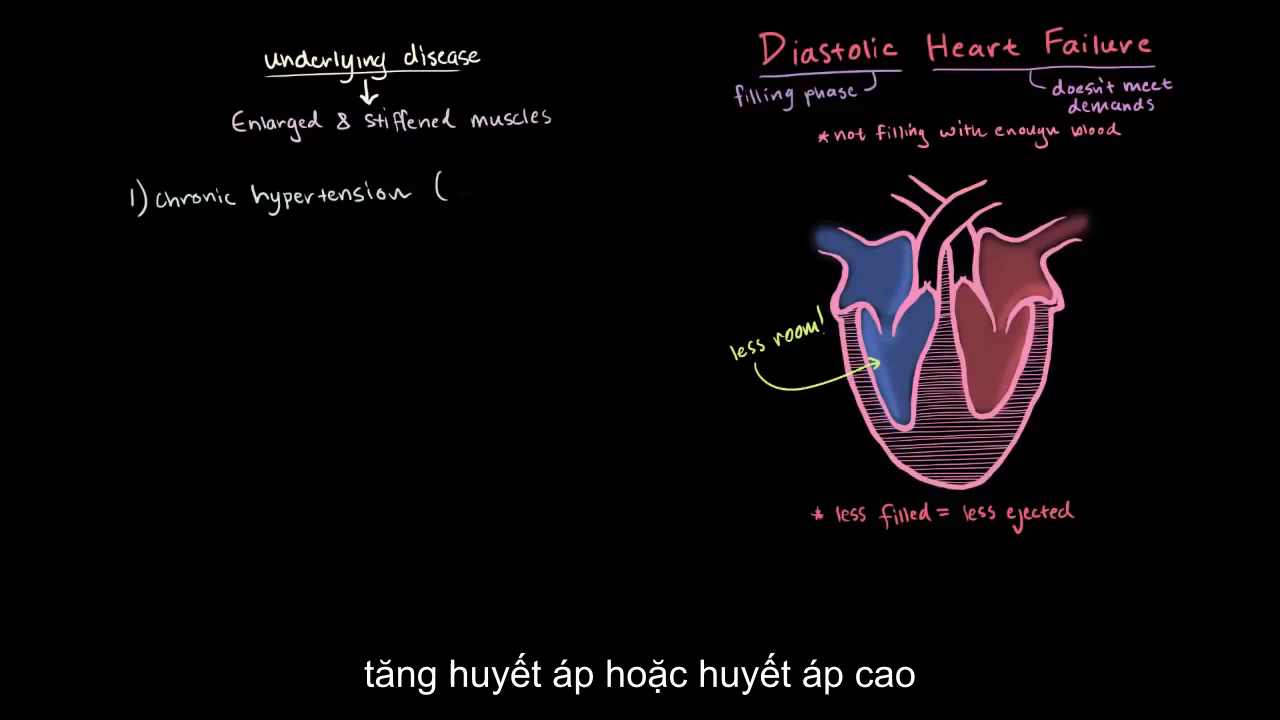 underlying disease
Enlarged & stiffened muscles
1) chronic hypertension (
Diastolic Heart Failure
filling phase
doesn't meet
demands
*not filling with enough blood
less room!
* less filled = less ejected
tăng huyết áp hoặc huyết áp cao